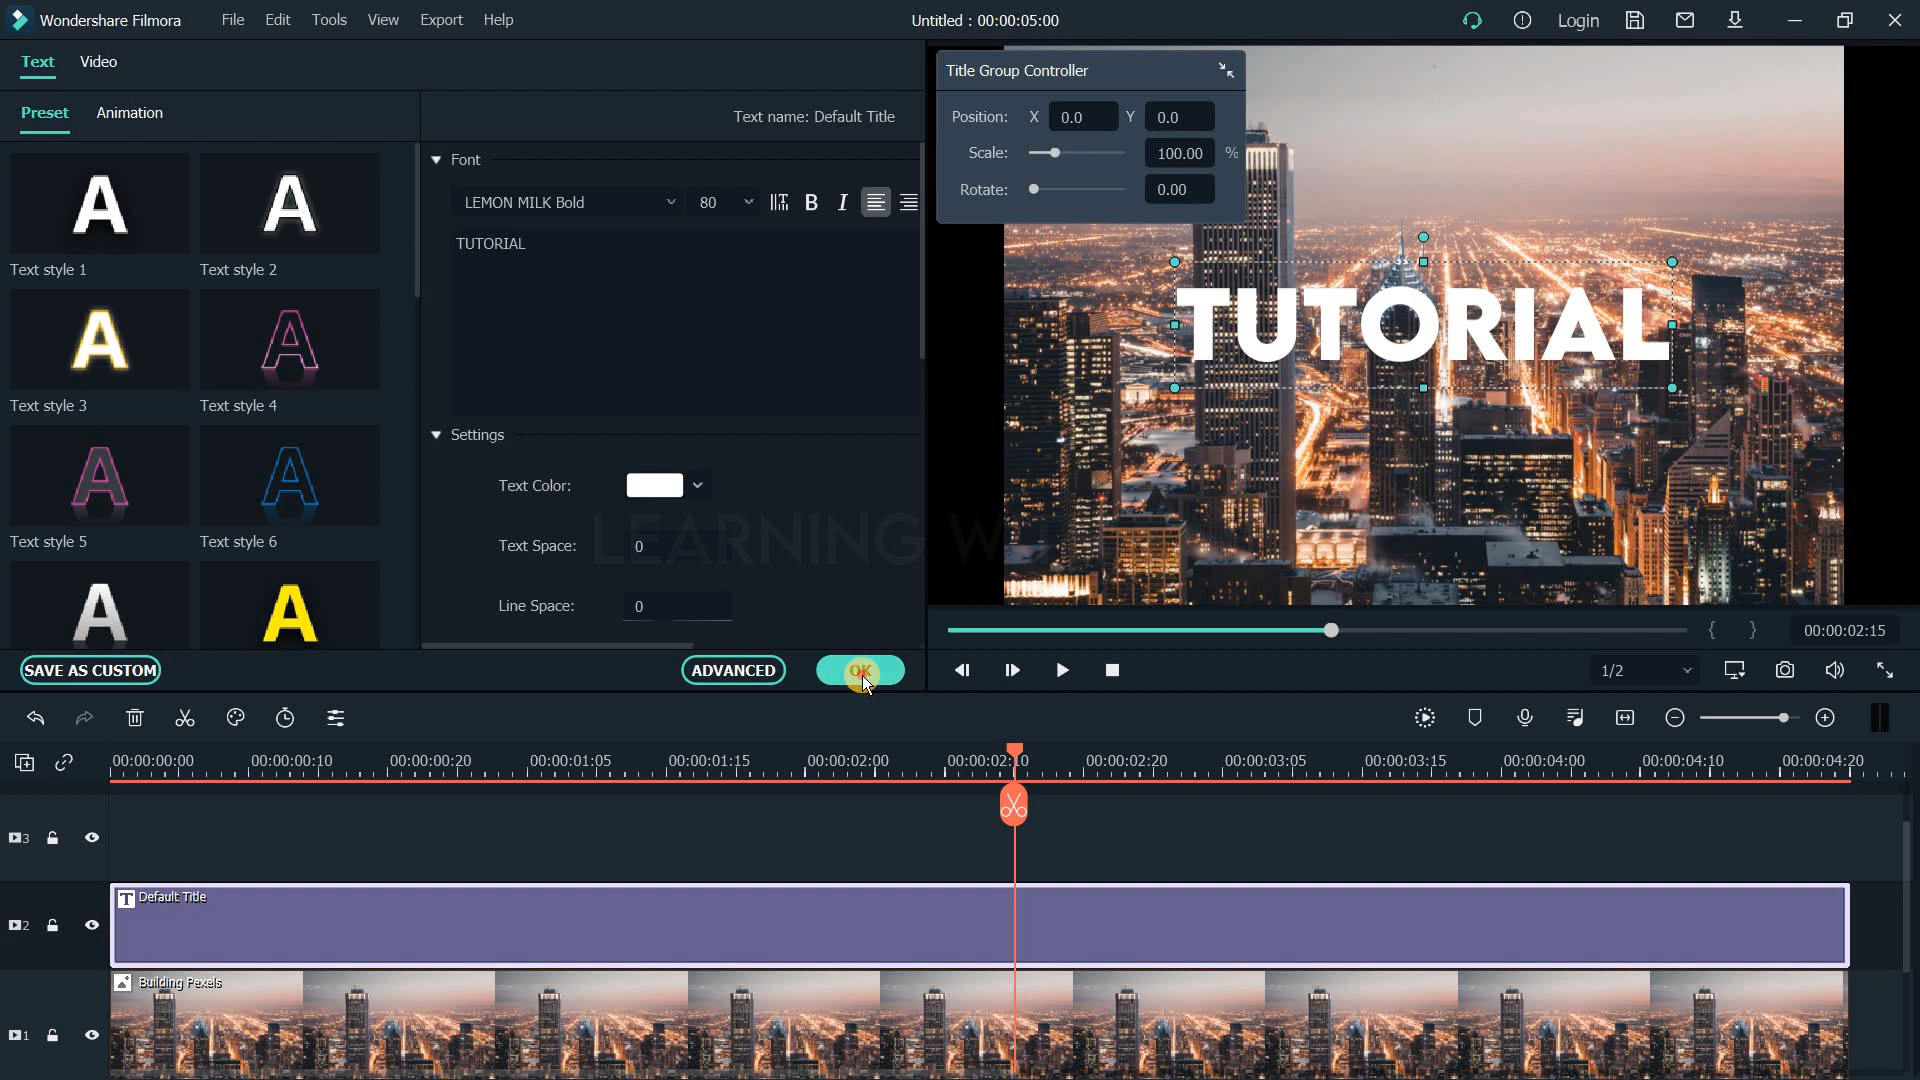 Wondershare Filmora File Edit Tools View Export Help Untitled : 00:00:05:00 Login
Text Video
Preset Animation
Text name: Default Title
A A
Text style 1 Text style 2
A A
Text style 3 Text style 4
A A
Text style 5 Text style 6
A A
Font
LEMON MILK Bold 80 B I
TUTORIAL
Settings
Text Color:
Text Space: 0
Line Space: 0
LEARNING W
SAVE AS CUSTOM ADVANCED OK
Title Group Controller
Position: X 0.0 Y 0.0
Scale: 100.00 %
Rotate: 0.00
TUTORIAL
{ } 00:00:02:15
1/2
00:00:00:00 00:00:00:10 00:00:00:20 00:00:01:05 00:00:01:15 00:00:02:00 00:00:02:10 00:00:02:20 00:00:03:05 00:00:03:15 00:00:04:00 00:00:04:10 00:00:04:20
3
2
T Default Title
1
Building Pexels